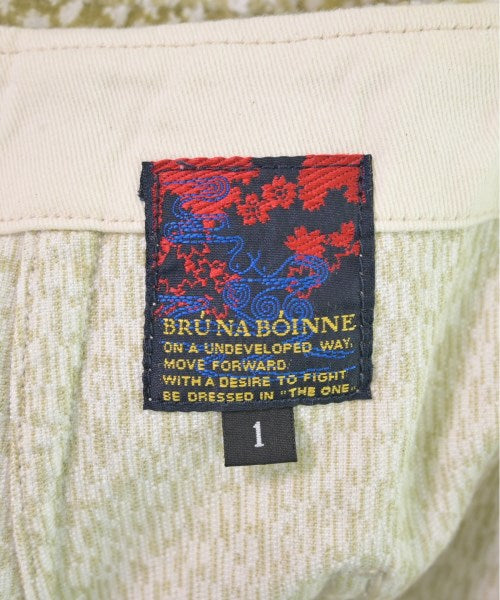 BRÚ NA BÓINNE
ON A UNDEVELOPED WAY,
MOVE FORWARD.
WITH A DESIRE TO FIGHT
BE DRESSED IN "THE ONE".
1